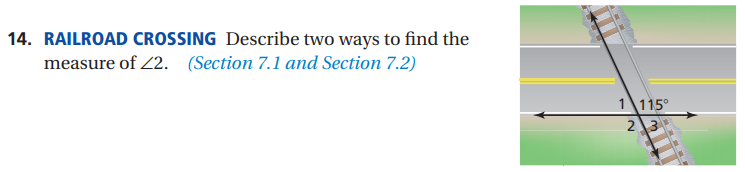 14. RAILROAD CROSSING Describe two ways to find the
measure of ∠2. (Section 7.1 and Section 7.2)
1 115°
2 3